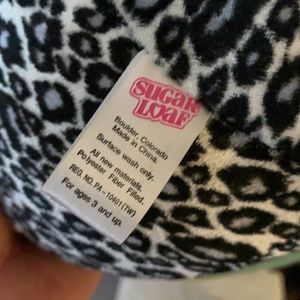 SUGAR
LOAF
Boulder, Colorado
Made in China.
Surface wash only.
All new materials.
Polyester Fiber Filled.
REG. NO. PA - 10401 (TW)
For ages 3 and up.